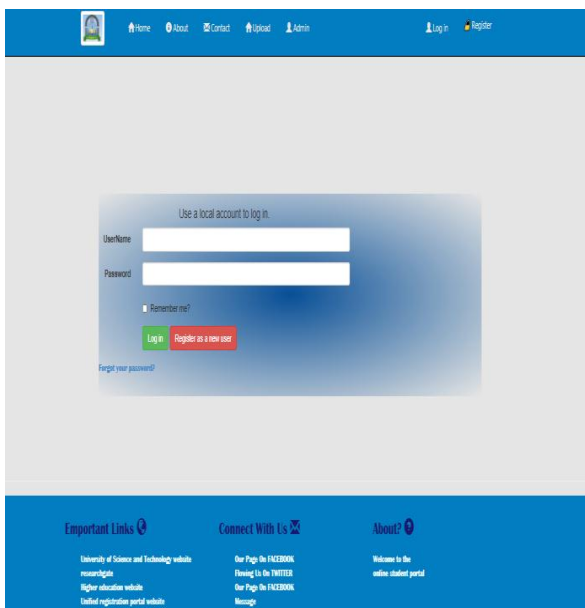 Home About Contact Upload Admin Log in Register
Use a local account to log in.
UserName
Password
Remember me?
Log in Register as a new user
Forgot your password?
Emportant Links
University of Science and Technology website
researchgate
Higher education website
Unified registration portal website
Connect With Us
Our Page On FACEBOOK
Flowing Us On TWITTER
Our Page On FACEBOOK
Message
About?
Welcome to the
online student portal